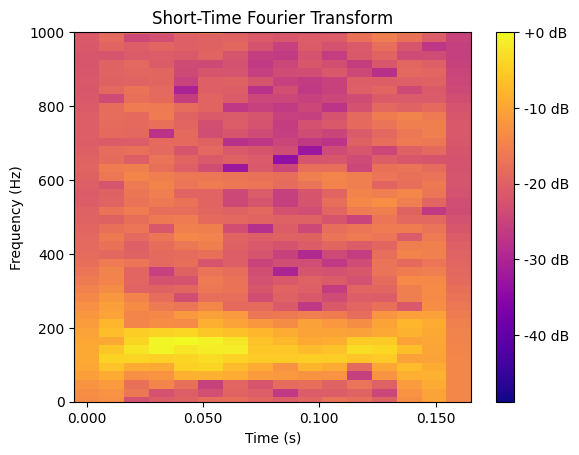 Short-Time Fourier Transform
1000
800
600
400
200
0
Frequency (Hz)
0.000
0.050
0.100
0.150
Time (s)
+0 dB
-10 dB
-20 dB
-30 dB
-40 dB